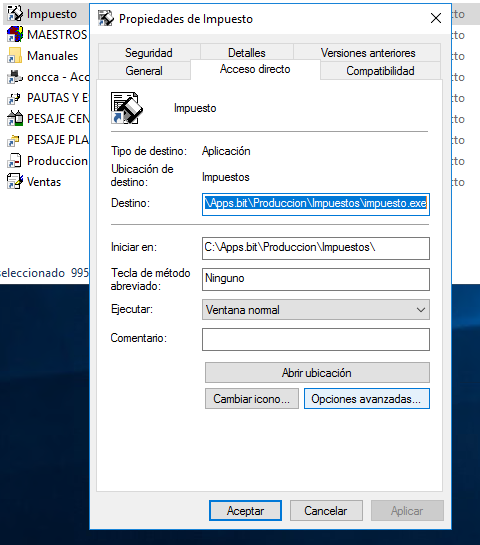 Impuesto
MAESTROS
Manuales
oncca - Acc
PAUTAS Y E
PESAJE CEN
PESAJE PLA
Produccion
Ventas
seleccionado 995
Propiedades de Impuesto
Seguridad Detalles Versiones anteriores
General Acceso directo Compatibilidad
Impuesto
Tipo de destino: Aplicación
Ubicación de destino: Impuestos
Destino: \Apps.bit\Produccion\Impuestos\impuesto.exe
Iniciar en: C:\Apps.bit\Produccion\Impuestos\
Tecla de método abreviado: Ninguno
Ejecutar: Ventana normal
Comentario:
Abrir ubicación
Cambiar icono... Opciones avanzadas...
Aceptar Cancelar Aplicar
cto
cto
cto
cto
cto
cto
cto
cto
cto